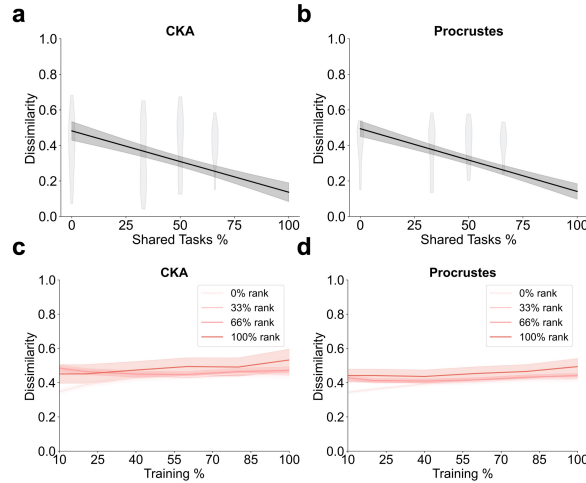 a
CKA
Dissimilarity
1.0
0.8
0.6
0.4
0.2
0.0
0
25
50
75
100
Shared Tasks %
b
Procrustes
Dissimilarity
1.0
0.8
0.6
0.4
0.2
0.0
0
25
50
75
100
Shared Tasks %
c
CKA
Dissimilarity
1.0
0.8
0.6
0.4
0.2
0.0
0% rank
33% rank
66% rank
100% rank
10
25
40
55
70
85
100
Training %
d
Procrustes
Dissimilarity
1.0
0.8
0.6
0.4
0.2
0.0
0% rank
33% rank
66% rank
100% rank
10
25
40
55
70
85
100
Training %